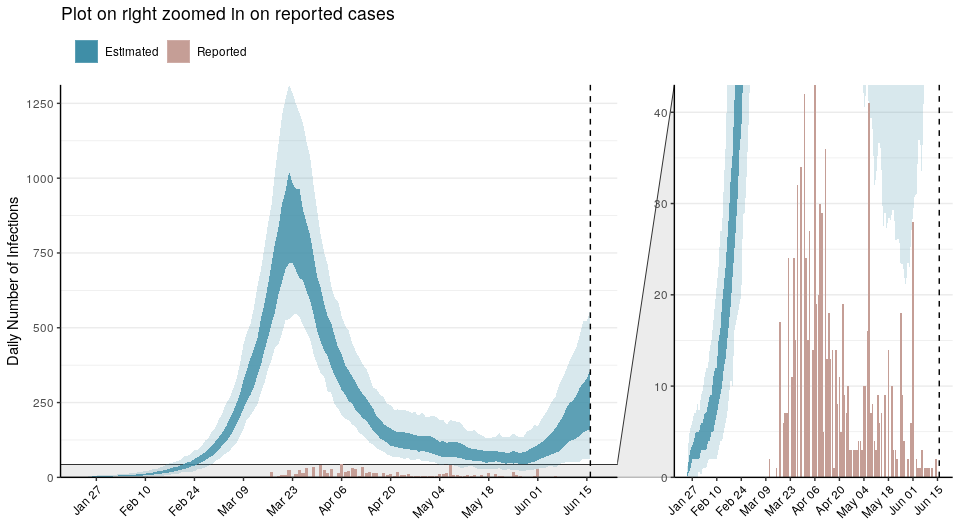 Plot on right zoomed in on reported cases
Estimated Reported
Daily Number of Infections
1250
1000
750
500
250
0
Jan 27 Feb 10 Feb 24 Mar 09 Mar 23 Apr 06 Apr 20 May 04 May 18 Jun 01 Jun 15
40
30
20
10
0
Jan 27 Feb 10 Feb 24 Mar 09 Mar 23 Apr 06 Apr 20 May 04 May 18 Jun 01 Jun 15